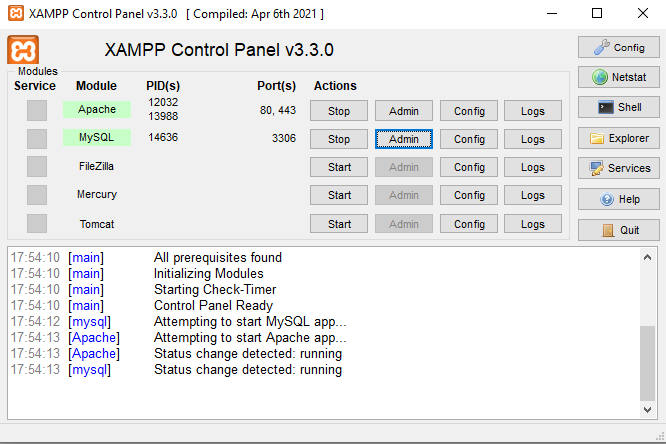 XAMPP Control Panel v3.3.0 [ Compiled: Apr 6th 2021 ]
XAMPP Control Panel v3.3.0
Config
Modules
Service Module PID(s) Port(s) Actions
Netstat
Apache 12032 13988 80, 443 Stop Admin Config Logs
Shell
MySQL 14636 3306 Stop Admin Config Logs
Explorer
FileZilla Start Admin Config Logs
Services
Mercury Start Admin Config Logs
Help
Tomcat Start Admin Config Logs
Quit
17:54:10 [main] All prerequisites found
17:54:10 [main] Initializing Modules
17:54:10 [main] Starting Check-Timer
17:54:10 [main] Control Panel Ready
17:54:12 [mysql] Attempting to start MySQL app...
17:54:13 [Apache] Attempting to start Apache app...
17:54:13 [Apache] Status change detected: running
17:54:13 [mysql] Status change detected: running